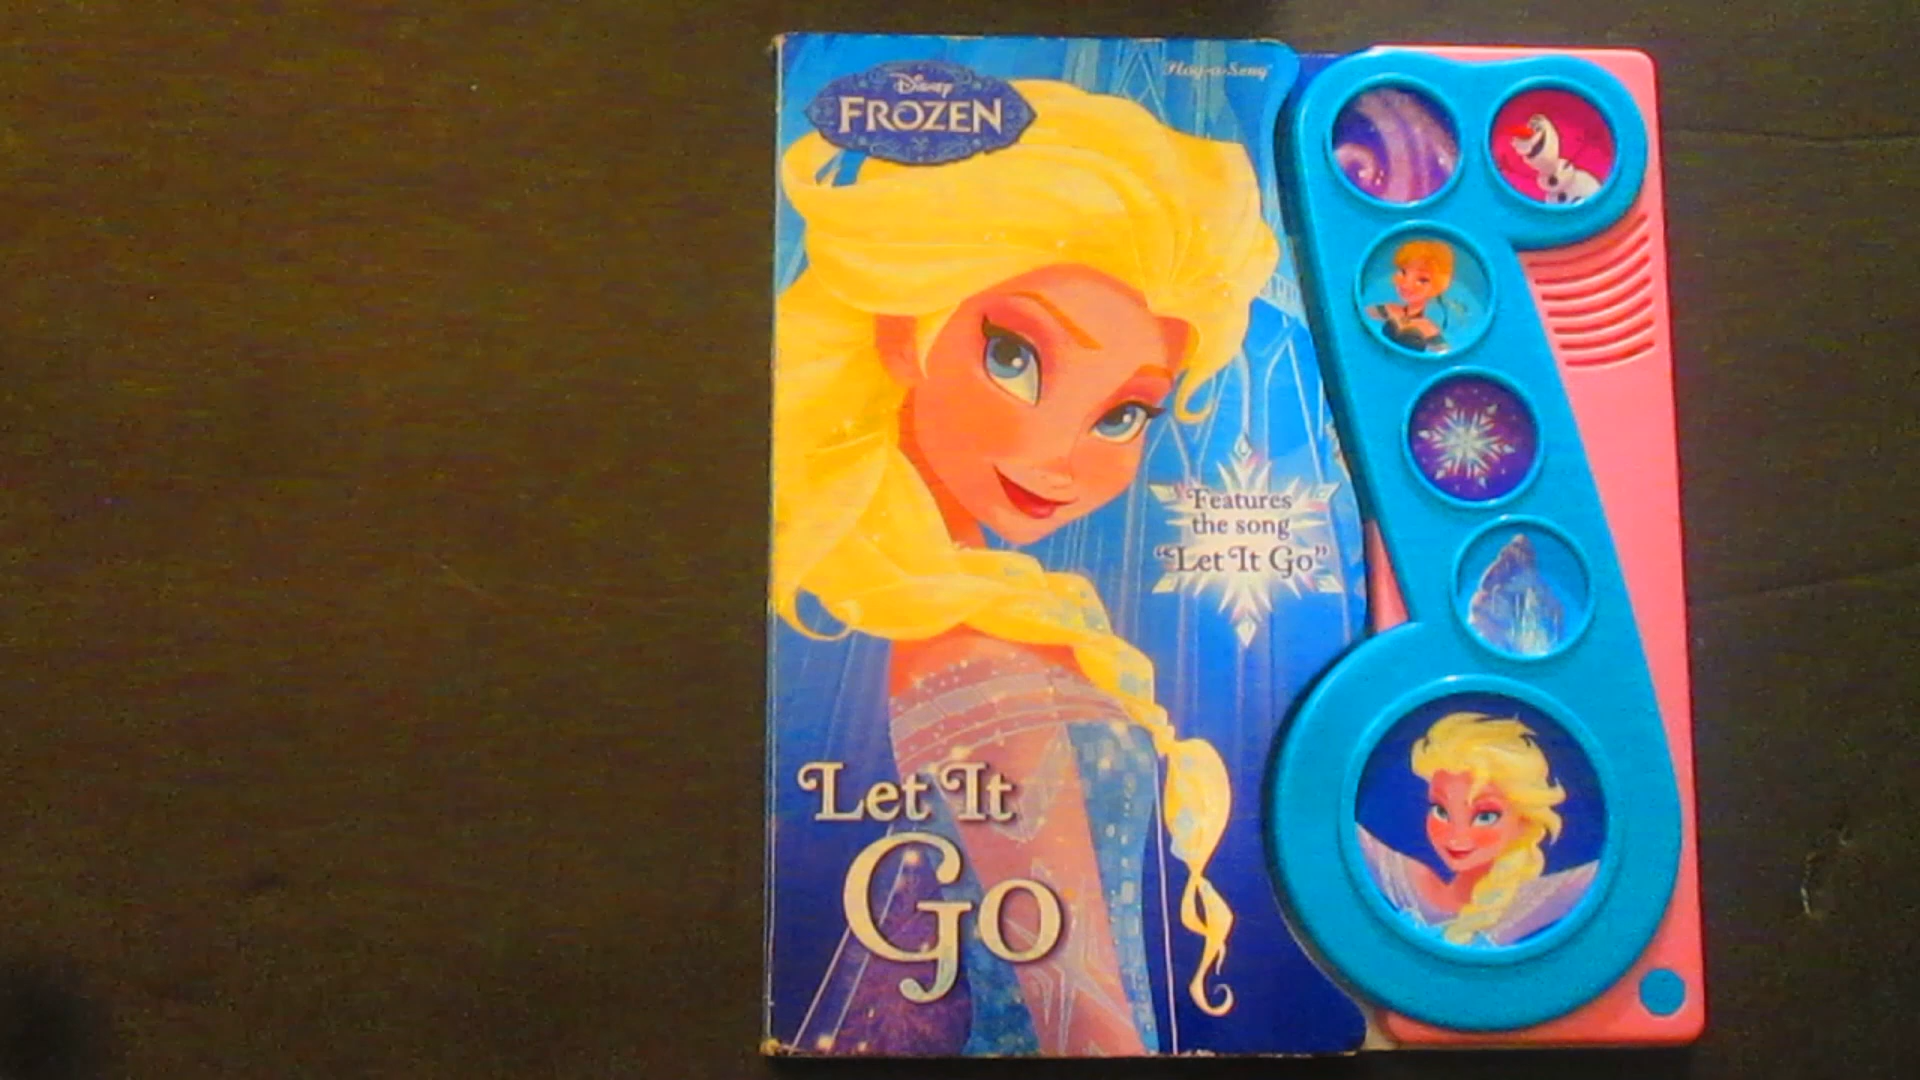 Disney
FROZEN
Play-a-Song
Features
the song
"Let It Go"
Let It
Go